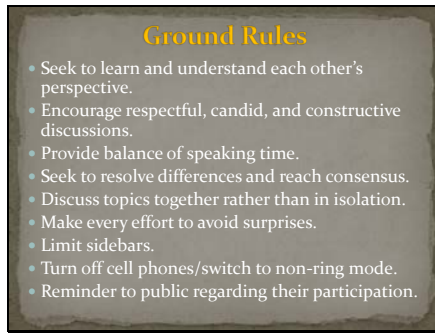 Ground Rules
• Seek to learn and understand each other's
perspective.
• Encourage respectful, candid, and constructive
discussions.
• Provide balance of speaking time.
• Seek to resolve differences and reach consensus.
• Discuss topics together rather than in isolation.
• Make every effort to avoid surprises.
• Limit sidebars.
• Turn off cell phones/switch to non-ring mode.
• Reminder to public regarding their participation.